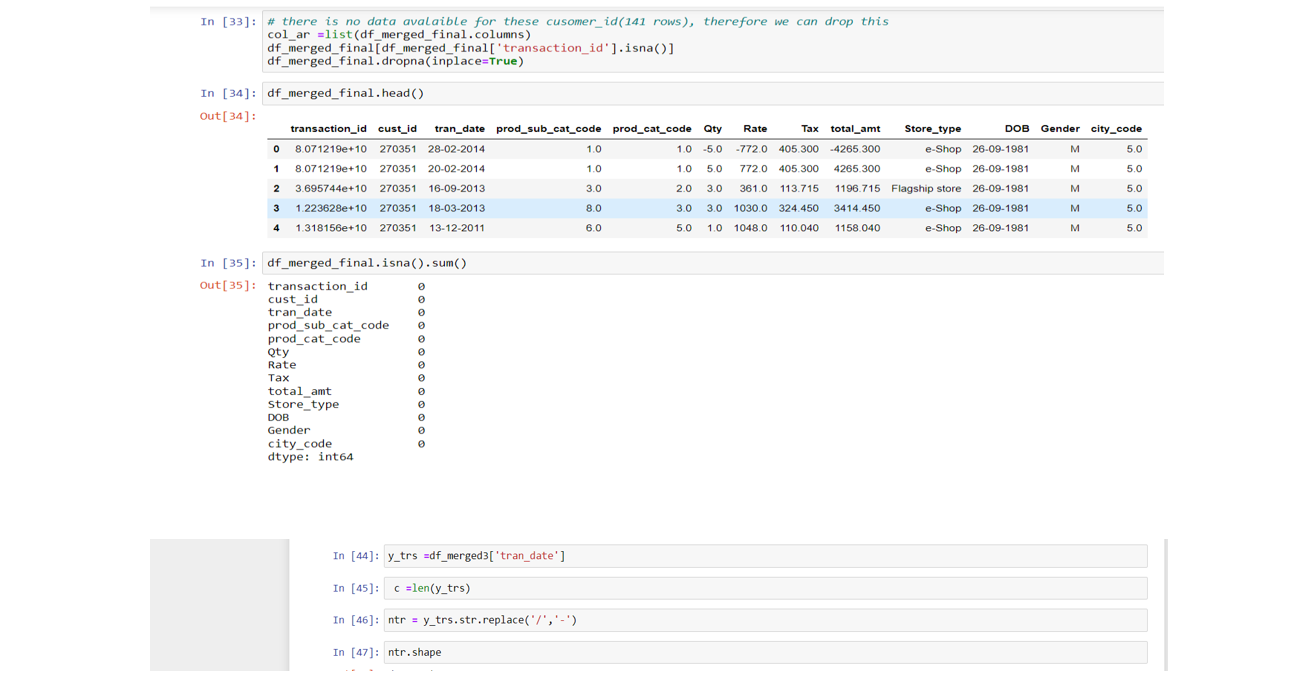 In [33]: # there is no data avalaible for these cusomer_id(141 rows), therefore we can drop this
col_ar =list(df_merged_final.columns)
df_merged_final[df_merged_final['transaction_id'].isna()]
df_merged_final.dropna(inplace=True)
In [34]: df_merged_final.head()
Out[34]:
transaction_id cust_id tran_date prod_sub_cat_code prod_cat_code Qty Rate Tax total_amt Store_type DOB Gender city_code
0 8.071219e+10 270351 28-02-2014 1.0 1.0 -5.0 -772.0 405.300 -4265.300 e-Shop 26-09-1981 M 5.0
1 8.071219e+10 270351 20-02-2014 1.0 1.0 5.0 772.0 405.300 4265.300 e-Shop 26-09-1981 M 5.0
2 3.695744e+10 270351 16-09-2013 3.0 2.0 3.0 361.0 113.715 1196.715 Flagship store 26-09-1981 M 5.0
3 1.223628e+10 270351 18-03-2013 8.0 3.0 3.0 1030.0 324.450 3414.450 e-Shop 26-09-1981 M 5.0
4 1.318156e+10 270351 13-12-2011 6.0 5.0 1.0 1048.0 110.040 1158.040 e-Shop 26-09-1981 M 5.0
In [35]: df_merged_final.isna().sum()
Out[35]: transaction_id 0
cust_id 0
tran_date 0
prod_sub_cat_code 0
prod_cat_code 0
Qty 0
Rate 0
Tax 0
total_amt 0
Store_type 0
DOB 0
Gender 0
city_code 0
dtype: int64
In [44]: y_trs =df_merged3['tran_date']
In [45]: c =len(y_trs)
In [46]: ntr = y_trs.str.replace('/','-')
In [47]: ntr.shape